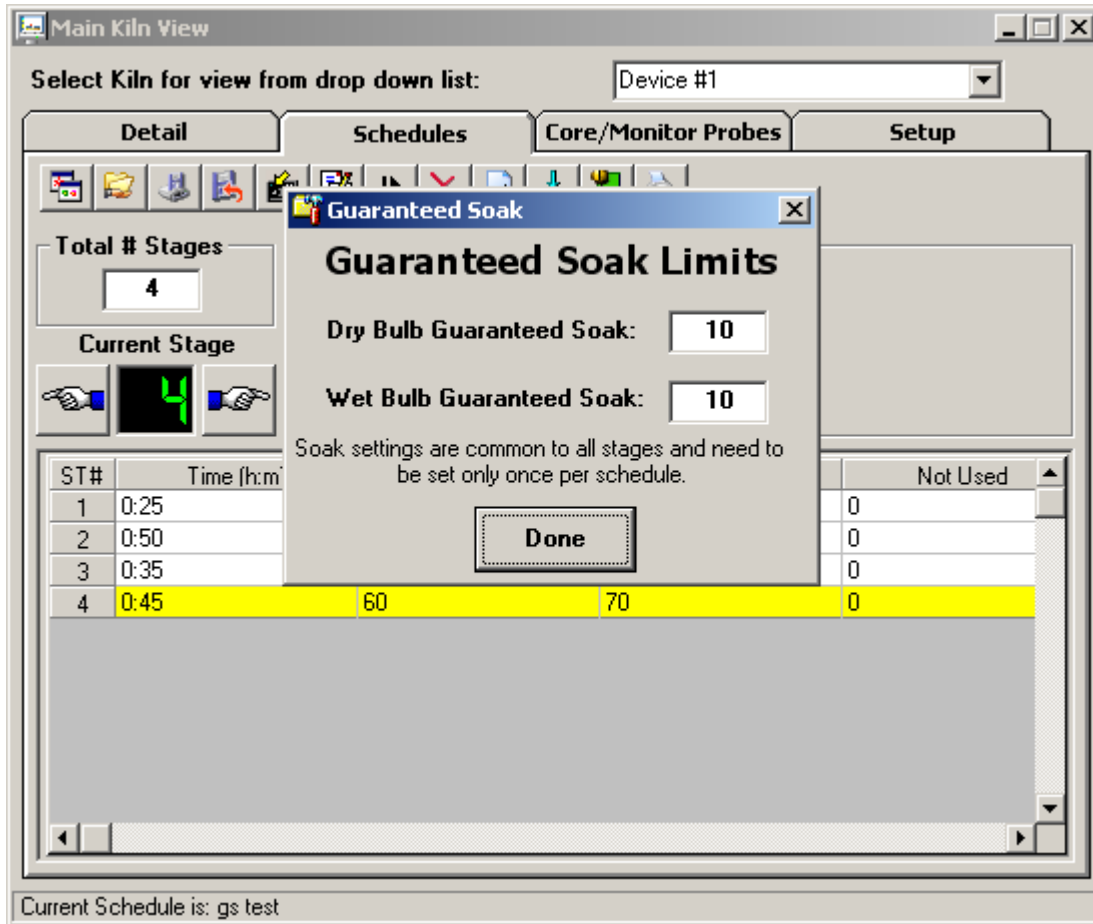 Main Kiln View
Select Kiln for view from drop down list: Device #1
Detail Schedules Core/Monitor Probes Setup
Guaranteed Soak
Total # Stages
4
Guaranteed Soak Limits
Dry Bulb Guaranteed Soak: 10
Current Stage
4
Wet Bulb Guaranteed Soak: 10
Soak settings are common to all stages and need to
be set only once per schedule.
Done
ST# Time (h:m Not Used
1 0:25 0
2 0:50 0
3 0:35 0
4 0:45 60 70 0
Current Schedule is: gs test